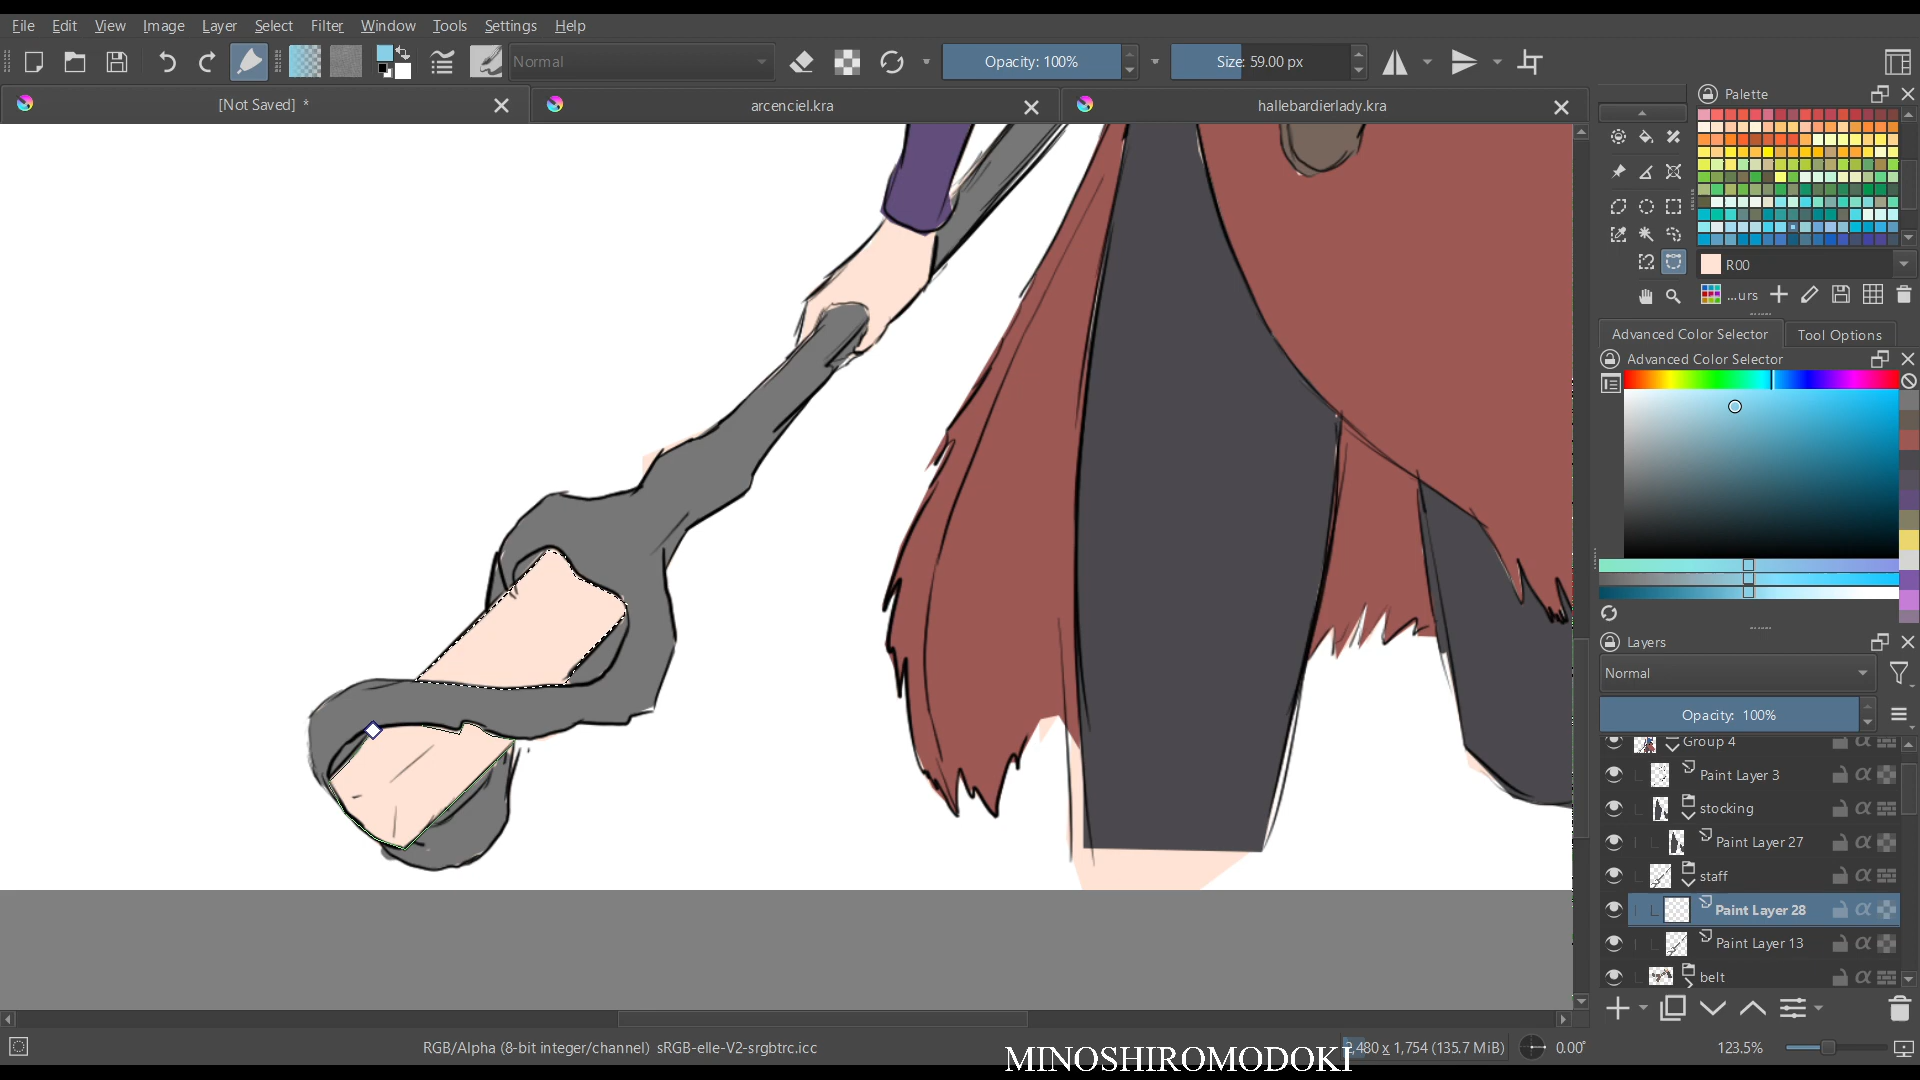 File Edit View Image Layer Select Filter Window Tools Settings Help
Normal Opacity: 100% Size: 59.00 px
[Not Saved] * arcenciel.kra hallebardierlady.kra
Palette
R00
...urs
Advanced Color Selector Tool Options
Advanced Color Selector
Layers
Normal
Opacity: 100%
Group 4
Paint Layer 3
stocking
Paint Layer 27
staff
Paint Layer 28
Paint Layer 13
belt
RGB/Alpha (8-bit integer/channel) sRGB-elle-V2-srgbtrc.icc 2,480 x 1,754 (135.7 MiB) 0.00° 123.5%
MINOSHIROMODOKI